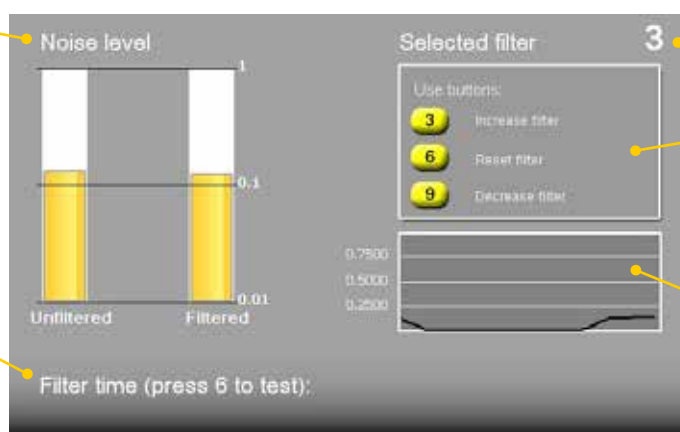 Noise level
1
0.1
0.01
Unfiltered Filtered
Selected filter 3
Use buttons:
3 Increase filter
6 Reset filter
9 Decrease filter
0.7500
0.5000
0.2500
Filter time (press 6 to test):